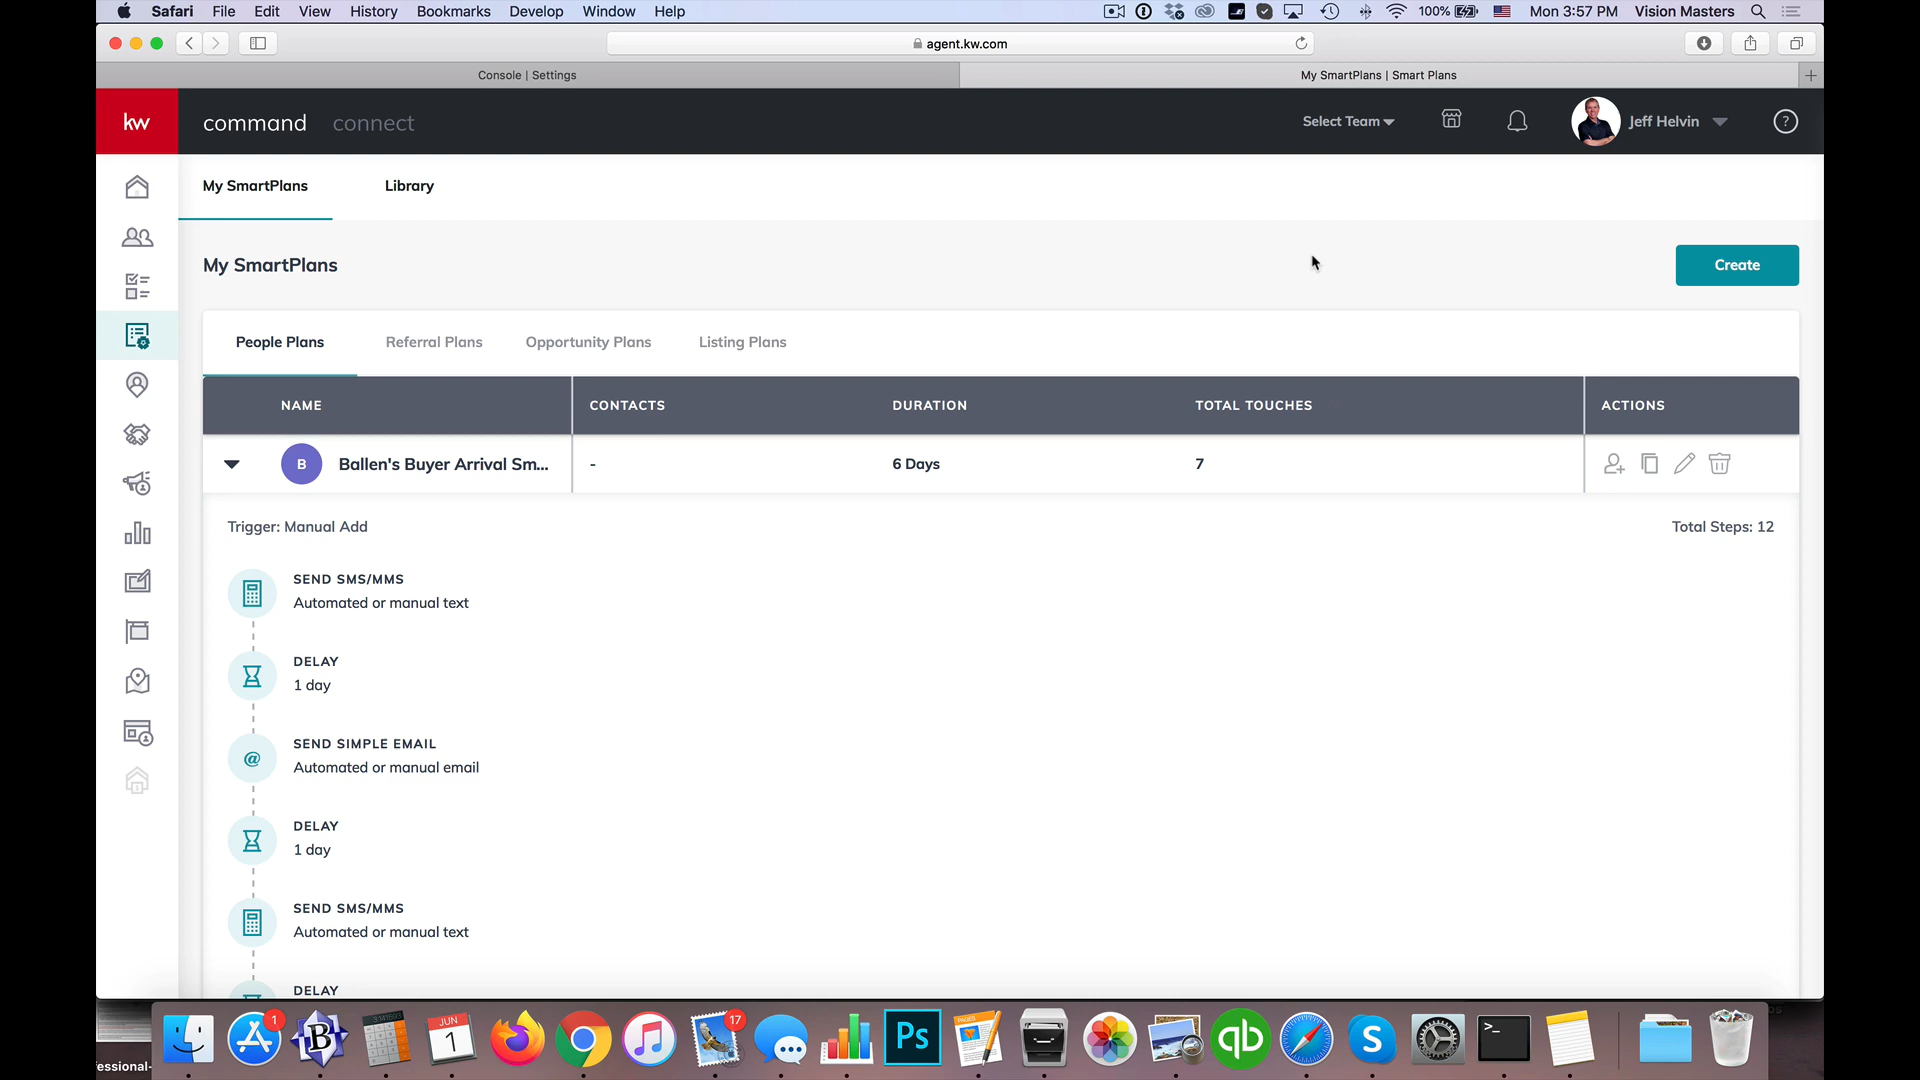 Safari File Edit View History Bookmarks Develop Window Help 100% Mon 3:57 PM Vision Masters
agent.kw.com
Console | Settings
My SmartPlans | Smart Plans
kw
command connect
Select Team
Jeff Helvin
?
My SmartPlans Library
My SmartPlans
Create
People Plans Referral Plans Opportunity Plans Listing Plans
NAME CONTACTS DURATION TOTAL TOUCHES ACTIONS
B Ballen's Buyer Arrival Sm... - 6 Days 7
Trigger: Manual Add
Total Steps: 12
SEND SMS/MMS
Automated or manual text
DELAY
1 day
@
SEND SIMPLE EMAIL
Automated or manual email
DELAY
1 day
SEND SMS/MMS
Automated or manual text
DELAY
1
B
JUN
1
17
Ps
PAGES
qb
S
>_
essional-